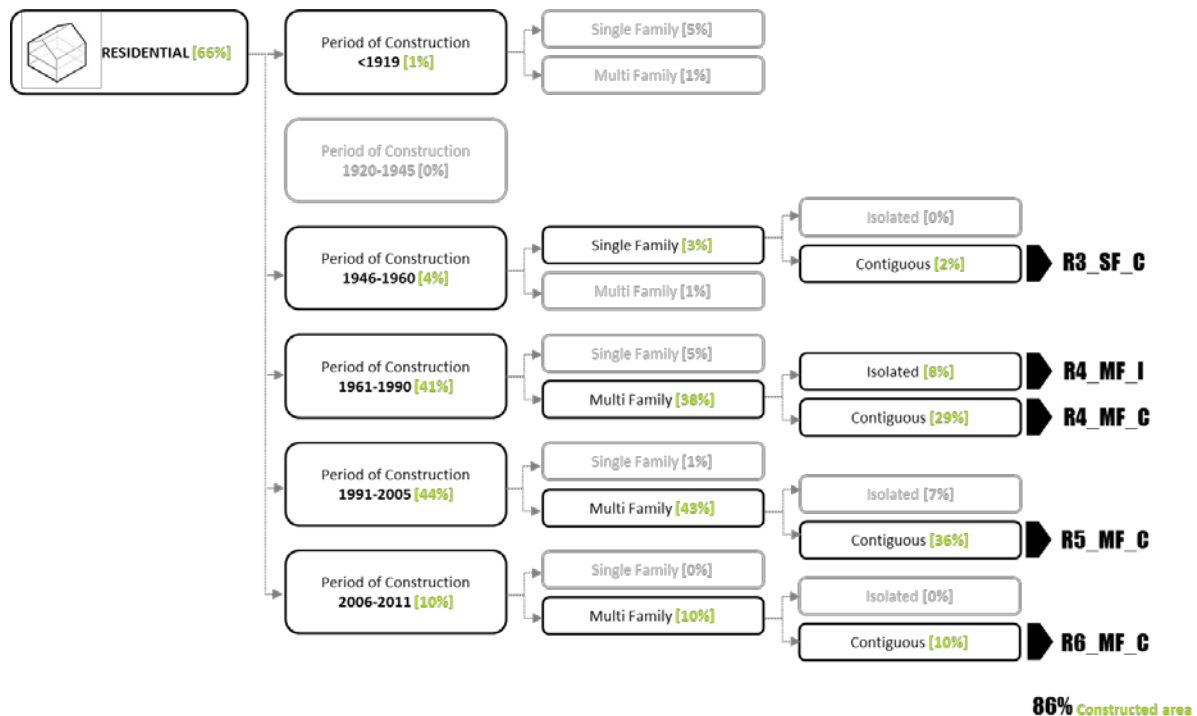 RESIDENTIAL [66%]
Period of Construction
<1919 [1%]
Single Family [5%]
Multi Family [1%]
Period of Construction
1920-1945 [0%]
Period of Construction
1946-1960 [4%]
Single Family [3%]
Multi Family [1%]
Isolated [0%]
Contiguous [2%]
R3_SF_C
Period of Construction
1961-1990 [41%]
Single Family [5%]
Multi Family [38%]
Isolated [8%]
R4_MF_I
Contiguous [29%]
R4_MF_C
Period of Construction
1991-2005 [44%]
Single Family [1%]
Multi Family [43%]
Isolated [7%]
Contiguous [36%]
R5_MF_C
Period of Construction
2006-2011 [10%]
Single Family [0%]
Multi Family [10%]
Isolated [0%]
Contiguous [10%]
R6_MF_C
86% Constructed area